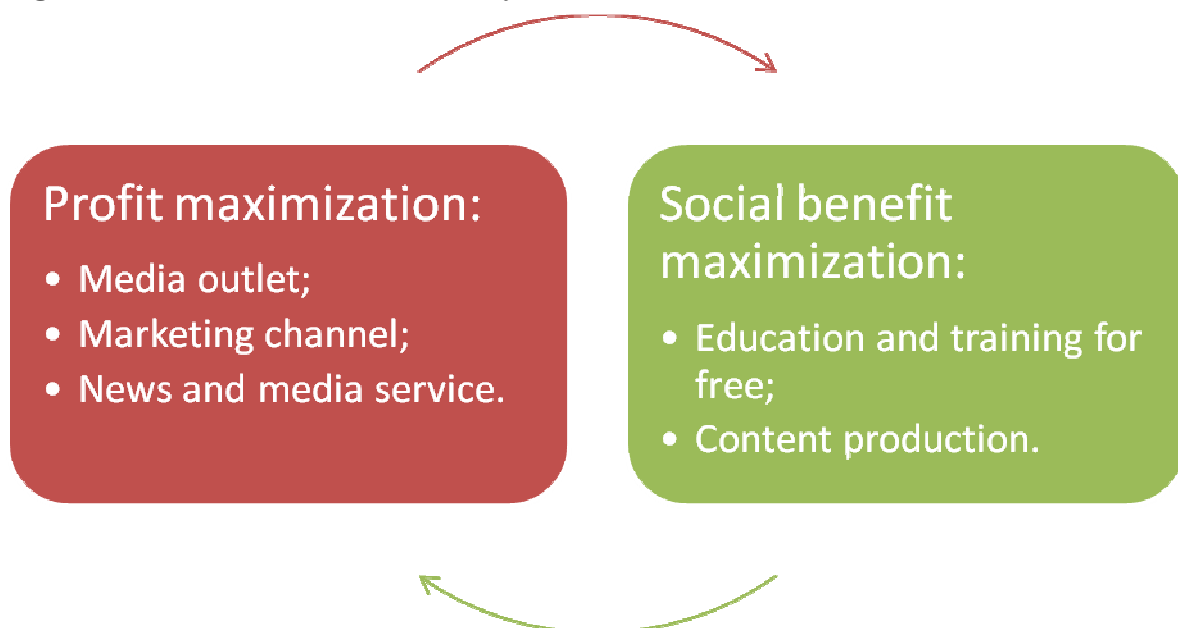 Profit maximization:
• Media outlet;
• Marketing channel;
• News and media service.
Social benefit
maximization:
• Education and training for
free;
• Content production.